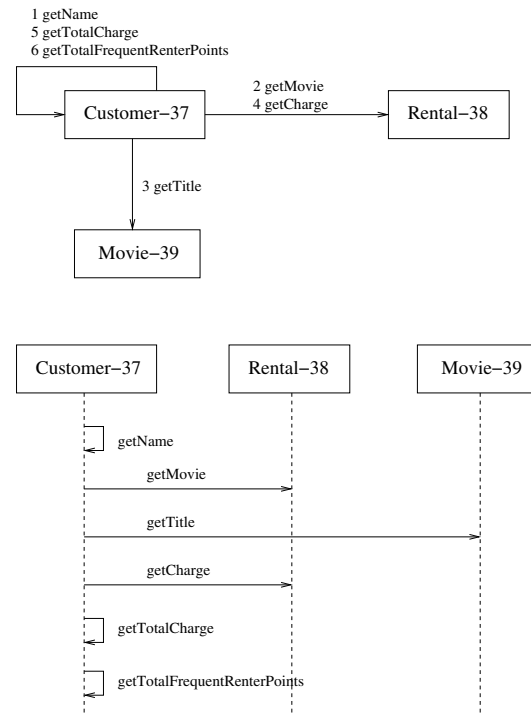 1 getName
5 getTotalCharge
6 getTotalFrequentRenterPoints
Customer−37
2 getMovie
4 getCharge
Rental−38
3 getTitle
Movie−39
Customer−37
Rental−38
Movie−39
getName
getMovie
getTitle
getCharge
getTotalCharge
getTotalFrequentRenterPoints